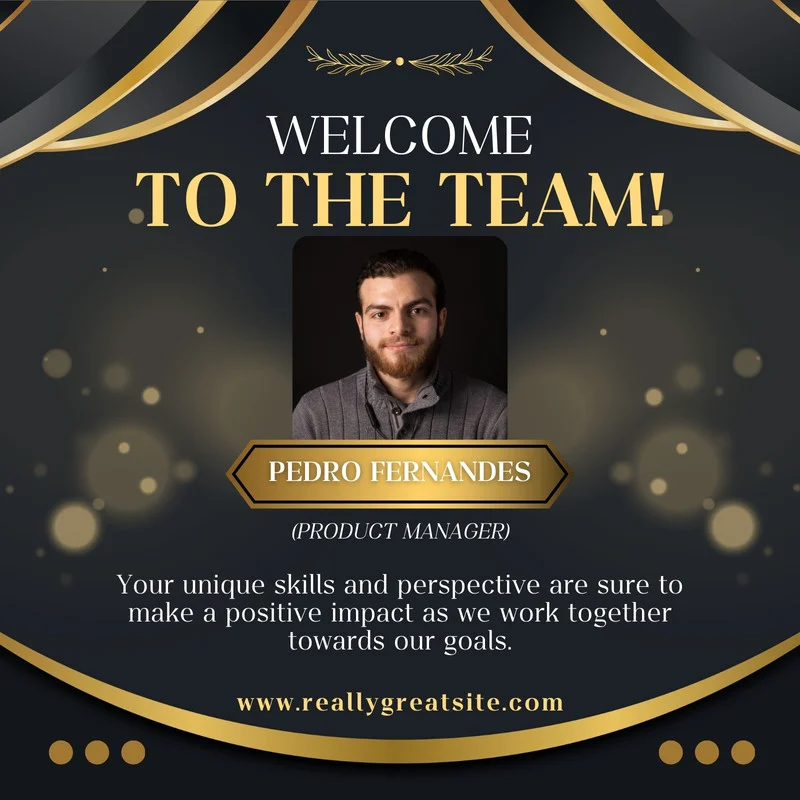 WELCOME
TO THE TEAM!
PEDRO FERNANDES
(PRODUCT MANAGER)
Your unique skills and perspective are sure to
make a positive impact as we work together
towards our goals.
www.reallygreatsite.com